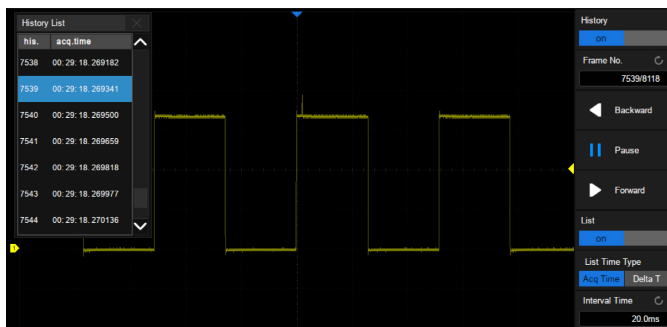 History List
his. acq.time
7538 00:29:18.269182
7539 00:29:18.269341
7540 00:29:18.269500
7541 00:29:18.269659
7542 00:29:18.269818
7543 00:29:18.269977
7544 00:29:18.270136
1
History
on
Frame No.
7539/8118
Backward
Pause
Forward
List
on
List Time Type
Acq Time Delta T
Interval Time
20.0ms